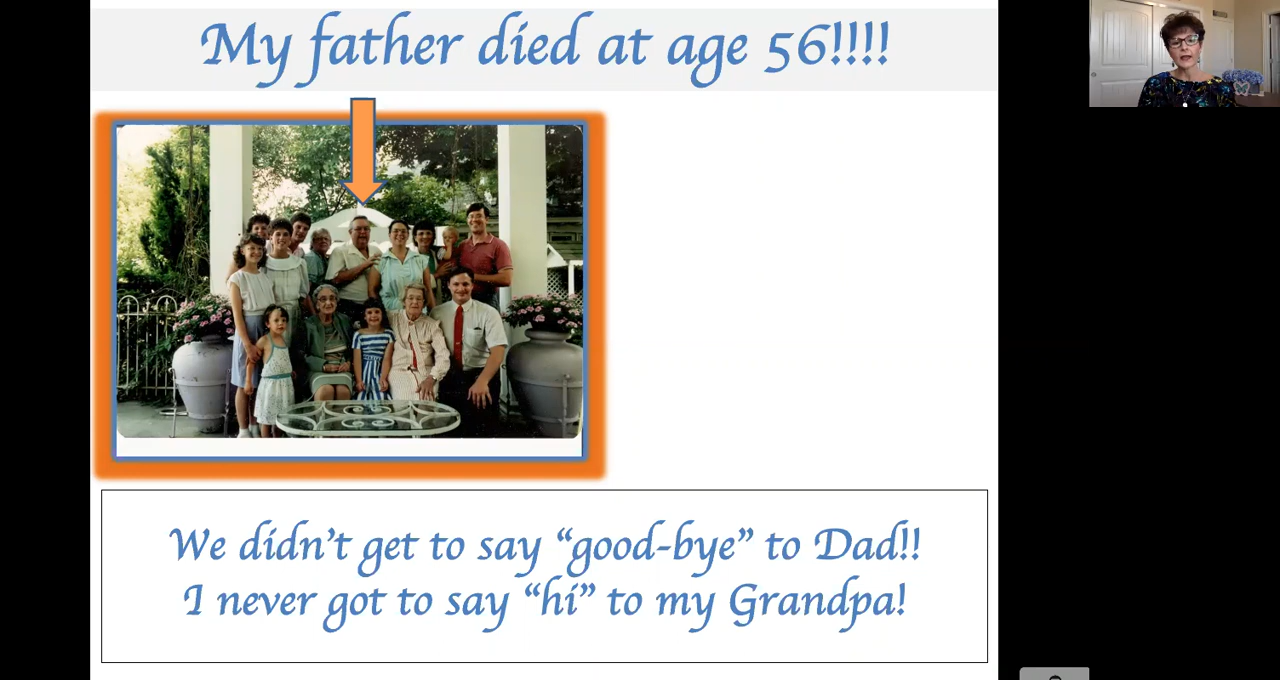 My father died at age 56!!!!
We didn't get to say “good-bye” to Dad!!
I never got to say “hi” to my Grandpa!